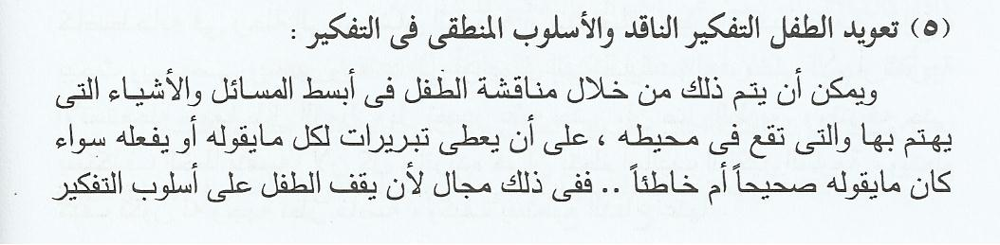 (٥) تعويد الطفل التفكير الناقد والأسلوب المنطقى فى التفكير :
ويمكن أن يتم ذلك من خلال مناقشة الطفل فى أبسط المسائل والأشياء التى
يهتم بها والتى تقع فى محيطه ، على أن يعطى تبريرات لكل مايقوله أو يفعله سواء
كان مايقوله صحيحاً أم خاطئاً .. ففى ذلك مجال لأن يقف الطفل على أسلوب التفكير